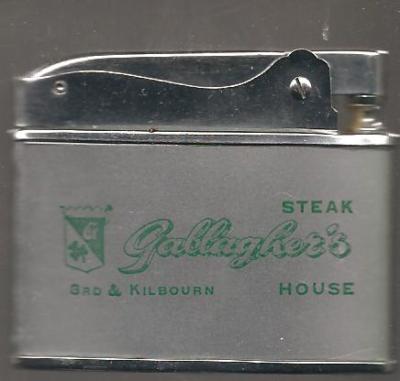 STEAK
Gallagher's
3RD & KILBOURN HOUSE